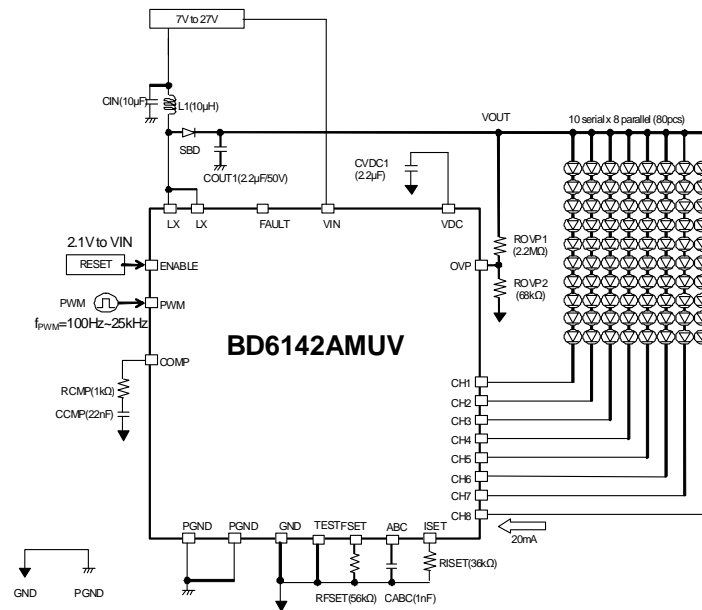 7V to 27V
CIN(10µF)
L1(10µH)
VOUT
10 serial x 8 parallel (80pcs)
SBD
COUT1(2.2µF/50V)
CVDC1
(2.2µF)
LX
LX
FAULT
VIN
VDC
2.1V to VIN
RESET
ENABLE
OVP
ROVP1
(2.2MΩ)
ROVP2
(68kΩ)
PWM
PWM
fPWM=100Hz~25kHz
BD6142AMUV
COMP
RCMP(1kΩ)
CCMP(22nF)
CH1
CH2
CH3
CH4
CH5
CH6
CH7
CH8
20mA
PGND
PGND
GND
TEST
FSET
ABC
ISET
RISET(36kΩ)
RFSET(56kΩ)
CABC(1nF)
GND
PGND